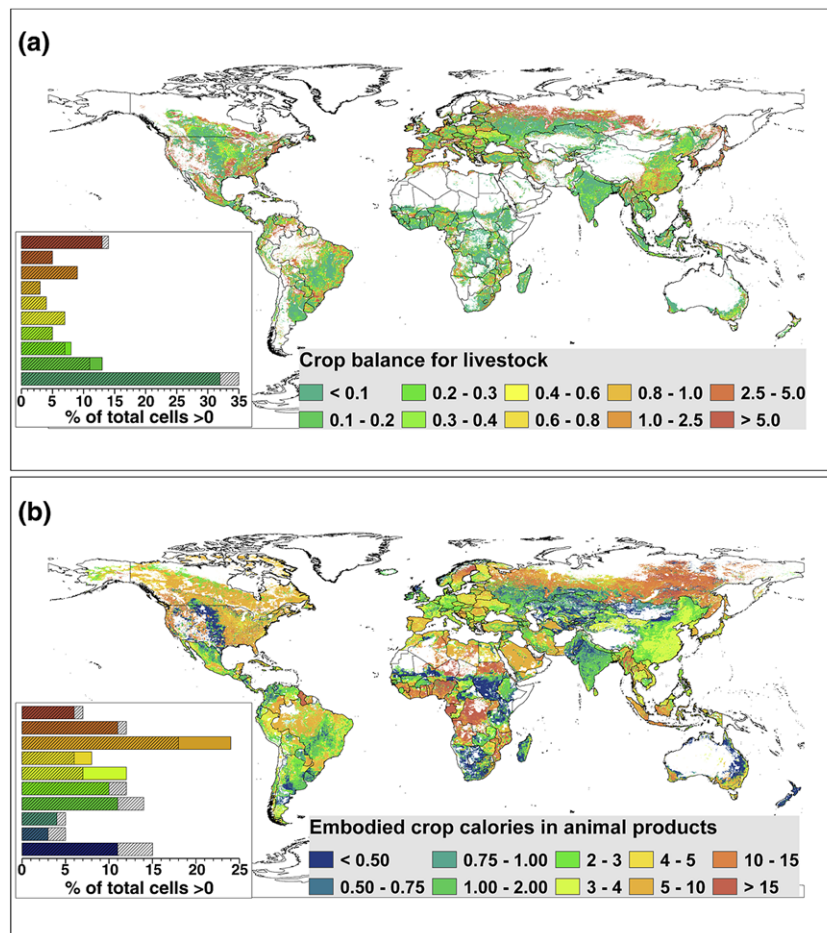 (a)
0 5 10 15 20 25 30 35
% of total cells >0
Crop balance for livestock
< 0.1 0.2 - 0.3 0.4 - 0.6 0.8 - 1.0 2.5 - 5.0
0.1 - 0.2 0.3 - 0.4 0.6 - 0.8 1.0 - 2.5 > 5.0
(b)
0 5 10 15 20 25
% of total cells >0
Embodied crop calories in animal products
< 0.50 0.75 - 1.00 2 - 3 4 - 5 10 - 15
0.50 - 0.75 1.00 - 2.00 3 - 4 5 - 10 > 15